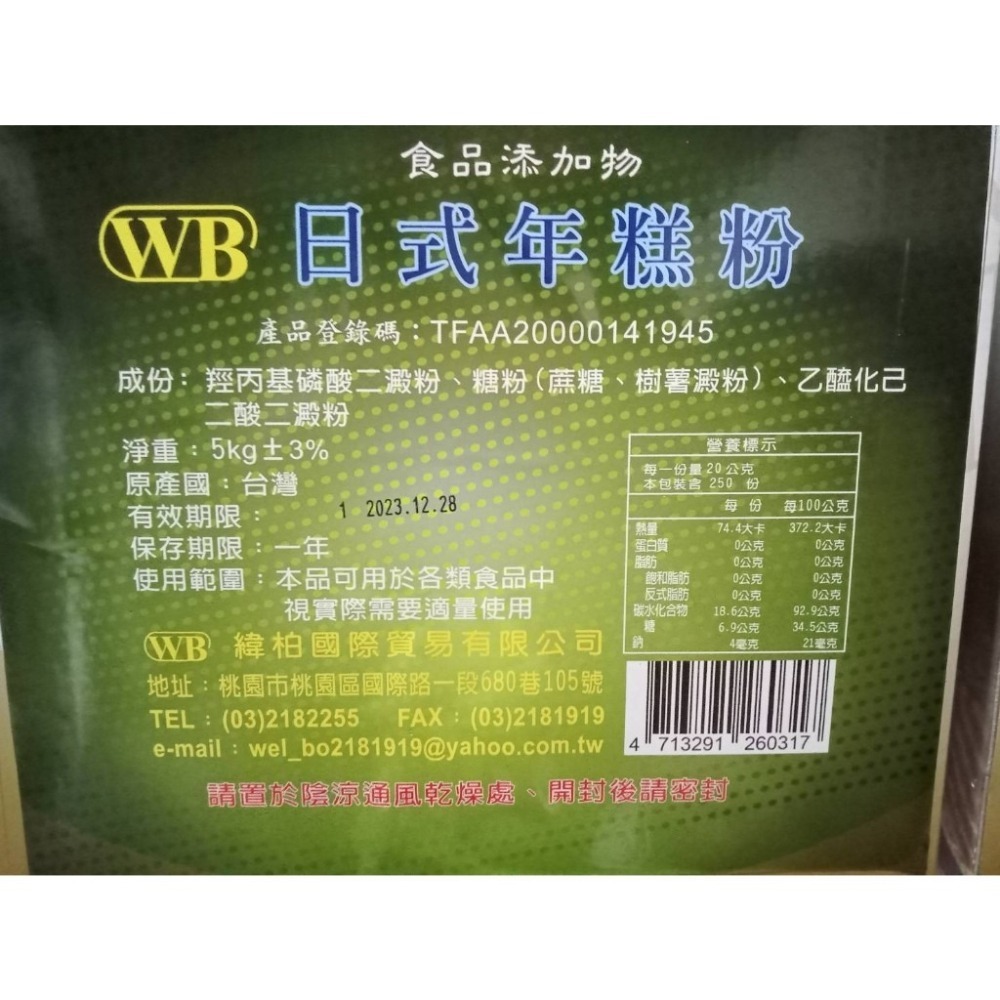 食品添加物
WB 日式年糕粉
產品登錄碼：TFAA20000141945
成份：羥丙基磷酸二澱粉、糖粉(蔗糖、樹薯澱粉)、乙醯化己
二酸二澱粉
淨重：5kg±3%
原產國：台灣
有效期限： 1 2023.12.28
保存期限：一年
使用範圍：本品可用於各類食品中
視實際需要適量使用
WB 緯柏國際貿易有限公司
地址：桃園市桃園區國際路一段680巷105號
TEL：(03)2182255 FAX：(03)2181919
e-mail：wel_bo2181919@yahoo.com.tw
請置於陰涼通風乾燥處、開封後請密封
營養標示
每一份量 20 公克
本包裝含 250 份
每 份 每100公克
熱量 74.4大卡 372.2大卡
蛋白質 0公克 0公克
脂肪 0公克 0公克
飽和脂肪 0公克 0公克
反式脂肪 0公克 0公克
碳水化合物 18.6公克 92.9公克
糖 6.9公克 34.5公克
鈉 4毫克 21毫克
4 713291 260317